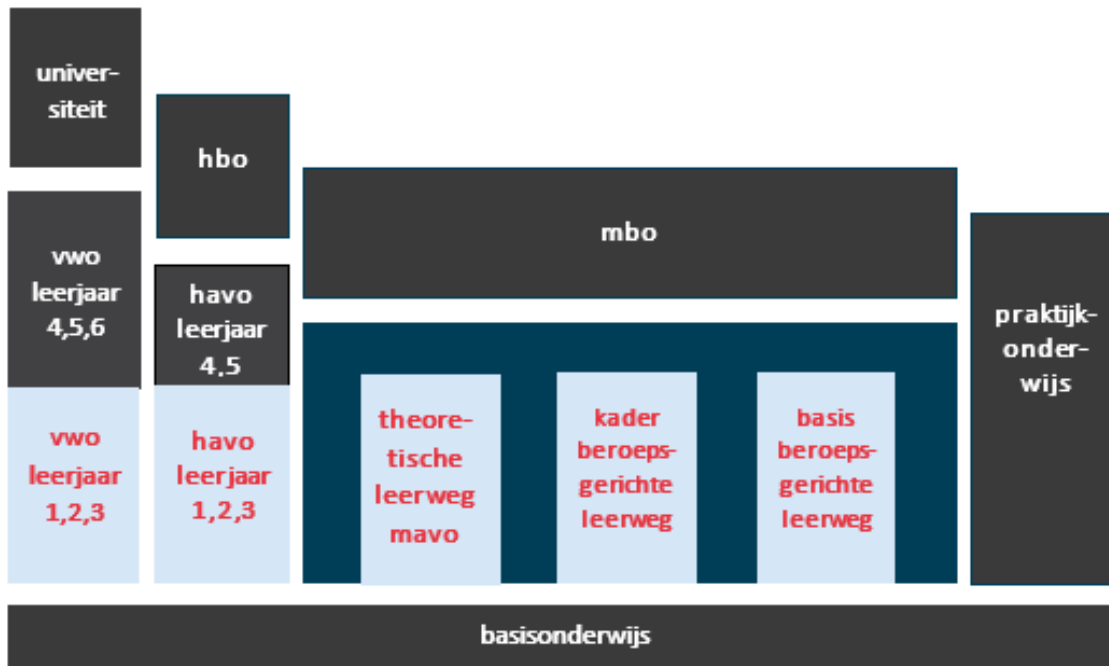 univer-
siteit
hbo
mbo
vwo
leerjaar
4,5,6
havo
leerjaar
4,5
praktijk-
onder-
wijs
vwo
leerjaar
1,2,3
havo
leerjaar
1,2,3
theore-
tische
leerweg
mavo
kader
beroeps-
gerichte
leerweg
basis
beroeps-
gerichte
leerweg
basisonderwijs